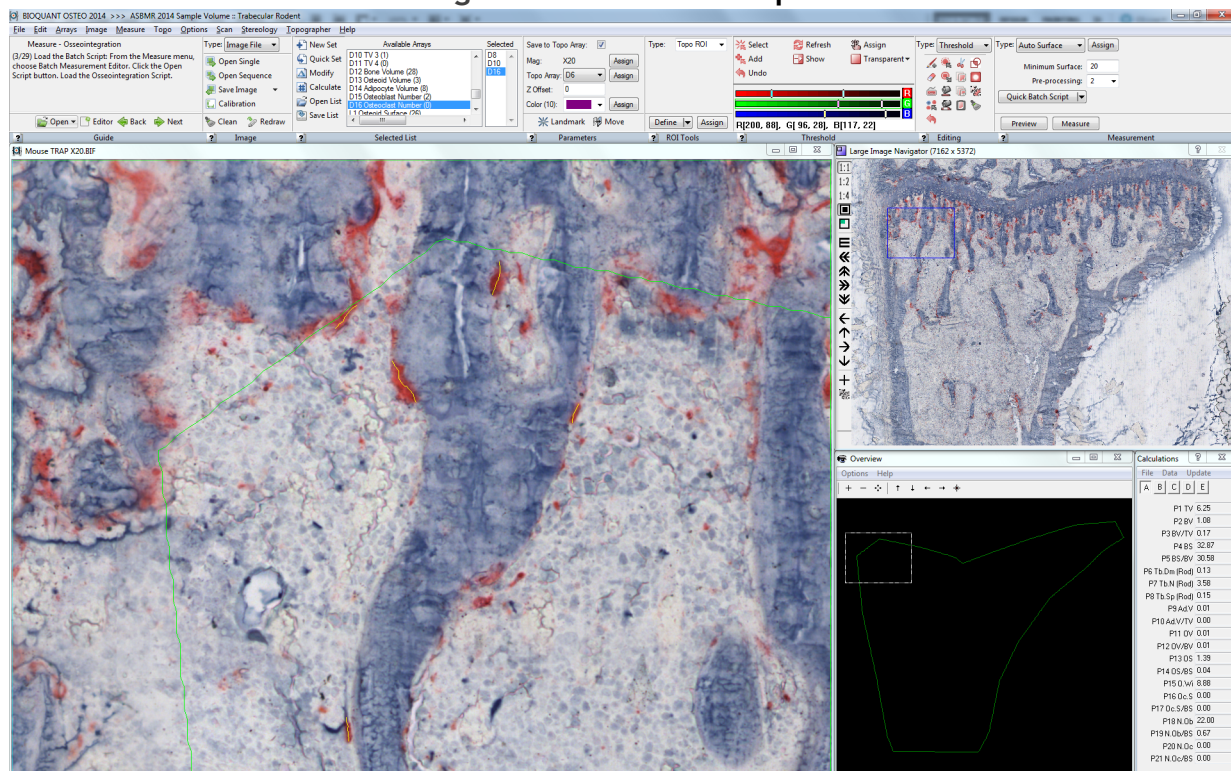 BIOQUANT OSTEO 2014 >>> ASBMR 2014 Sample Volume :: Trabecular Rodent
File Edit Arrays Image Measure Topo Options Scan Stereology Topographer Help
Measure - Osseointegration
(3/29) Load the Batch Script: From the Measure menu,
choose Batch Measurement Editor. Click the Open
Script button. Load the Osseointegration Script.
Open Editor Back Next
Guide
Type: Image File
Open Single
Open Sequence
Save Image
Calibration
Clean Redraw
? Image
New Set
Quick Set
Modify
Calculate
Open List
Save List
Available Arrays
D10 TV 3 (0)
D11 TV 4 (0)
D12 Bone Volume (28)
D13 Osteoid Volume (3)
D14 Adipocyte Volume (8)
D15 Osteoblast Number (2)
D16 Osteoclast Number (0)
L1 Osteoid Surface (26)
Selected
D8
D10
D16
? Selected List
Save to Topo Array:
Mag: X20 Assign
Topo Array: D6 Assign
Z Offset: 0
Color (10): Assign
Landmark Move
? Parameters
Type: Topo ROI
Define Assign
? ROI Tools
Select Refresh Assign
Add Show Transparent
Undo
R
G
B
R[200, 88], G[ 96, 28], B[117, 22]
? Threshold
Type: Threshold
? Editing
Type: Auto Surface Assign
Minimum Surface: 20
Pre-processing: 2
Quick Batch Script
Preview Measure
? Measurement
Mouse TRAP X20.BIF
Large Image Navigator (7162 x 5372)
1:1
1:2
1:4
Overview
Options Help
Calculations
File Data Update
A B C D E
P1 TV 6.25
P2 BV 1.08
P3 BV/TV 0.17
P4 BS 32.67
P5 BS/BV 30.58
P6 Tb.Dm (Rod) 0.13
P7 Tb.N (Rod) 3.58
P8 Tb.Sp (Rod) 0.15
P9 Ad.V 0.01
P10 Ad.V/TV 0.00
P11 OV 0.01
P12 OV/BV 0.01
P13 OS 1.39
P14 OS/BS 0.04
P15 O.Wi 8.88
P16 Oc.S 0.00
P17 Oc.S/BS 0.00
P18 N.Ob 22.00
P19 N.Ob/BS 0.67
P20 N.Oc 0.00
P21 N.Oc/BS 0.00